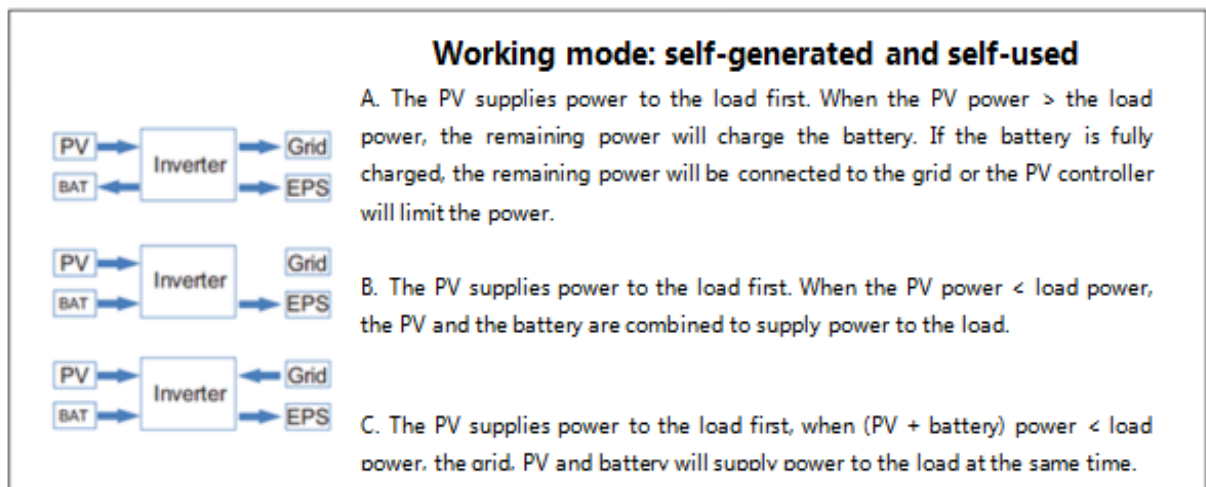 Working mode: self-generated and self-used
A. The PV supplies power to the load first. When the PV power > the load
power, the remaining power will charge the battery. If the battery is fully
charged, the remaining power will be connected to the grid or the PV controller
will limit the power.
PV
Inverter
Grid
BAT
EPS
B. The PV supplies power to the load first. When the PV power < load power,
the PV and the battery are combined to supply power to the load.
PV
Inverter
Grid
BAT
EPS
C. The PV supplies power to the load first, when (PV + battery) power < load
power, the grid, PV and battery will supply power to the load at the same time.
PV
Inverter
Grid
BAT
EPS